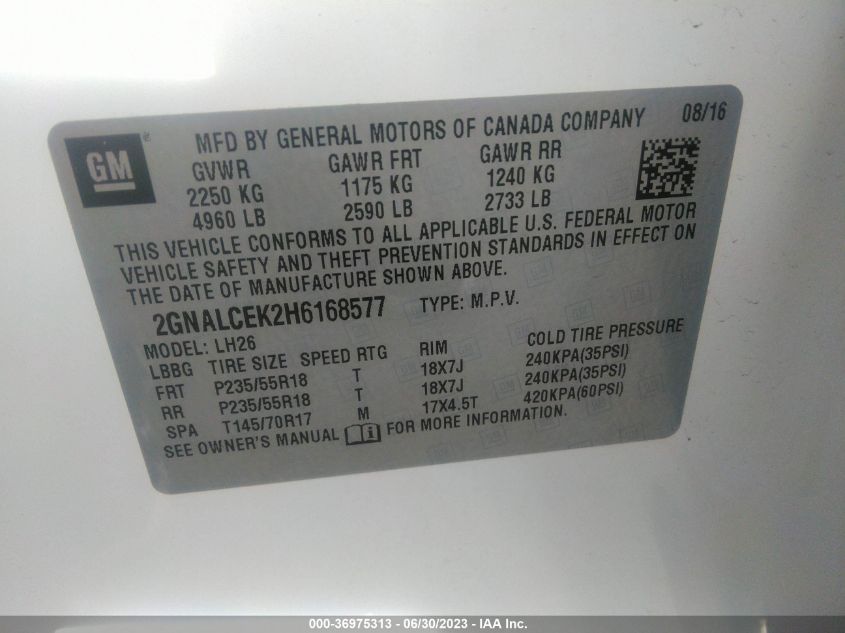 GM ® MFD BY GENERAL MOTORS OF CANADA COMPANY 08/16
GVWR GAWR FRT GAWR RR
2250 KG 1175 KG 1240 KG
4960 LB 2590 LB 2733 LB
THIS VEHICLE CONFORMS TO ALL APPLICABLE U.S. FEDERAL MOTOR
VEHICLE SAFETY AND THEFT PREVENTION STANDARDS IN EFFECT ON
THE DATE OF MANUFACTURE SHOWN ABOVE.
2GNALCEK2H6168577 TYPE: M.P.V.
MODEL: LH26
LBBG TIRE SIZE SPEED RTG RIM COLD TIRE PRESSURE
FRT P235/55R18 T 18X7J 240KPA(35PSI)
RR P235/55R18 T 18X7J 240KPA(35PSI)
SPA T145/70R17 M 17X4.5T 420KPA(60PSI)
SEE OWNER'S MANUAL FOR MORE INFORMATION.
000-36975313 - 06/30/2023 - IAA Inc.